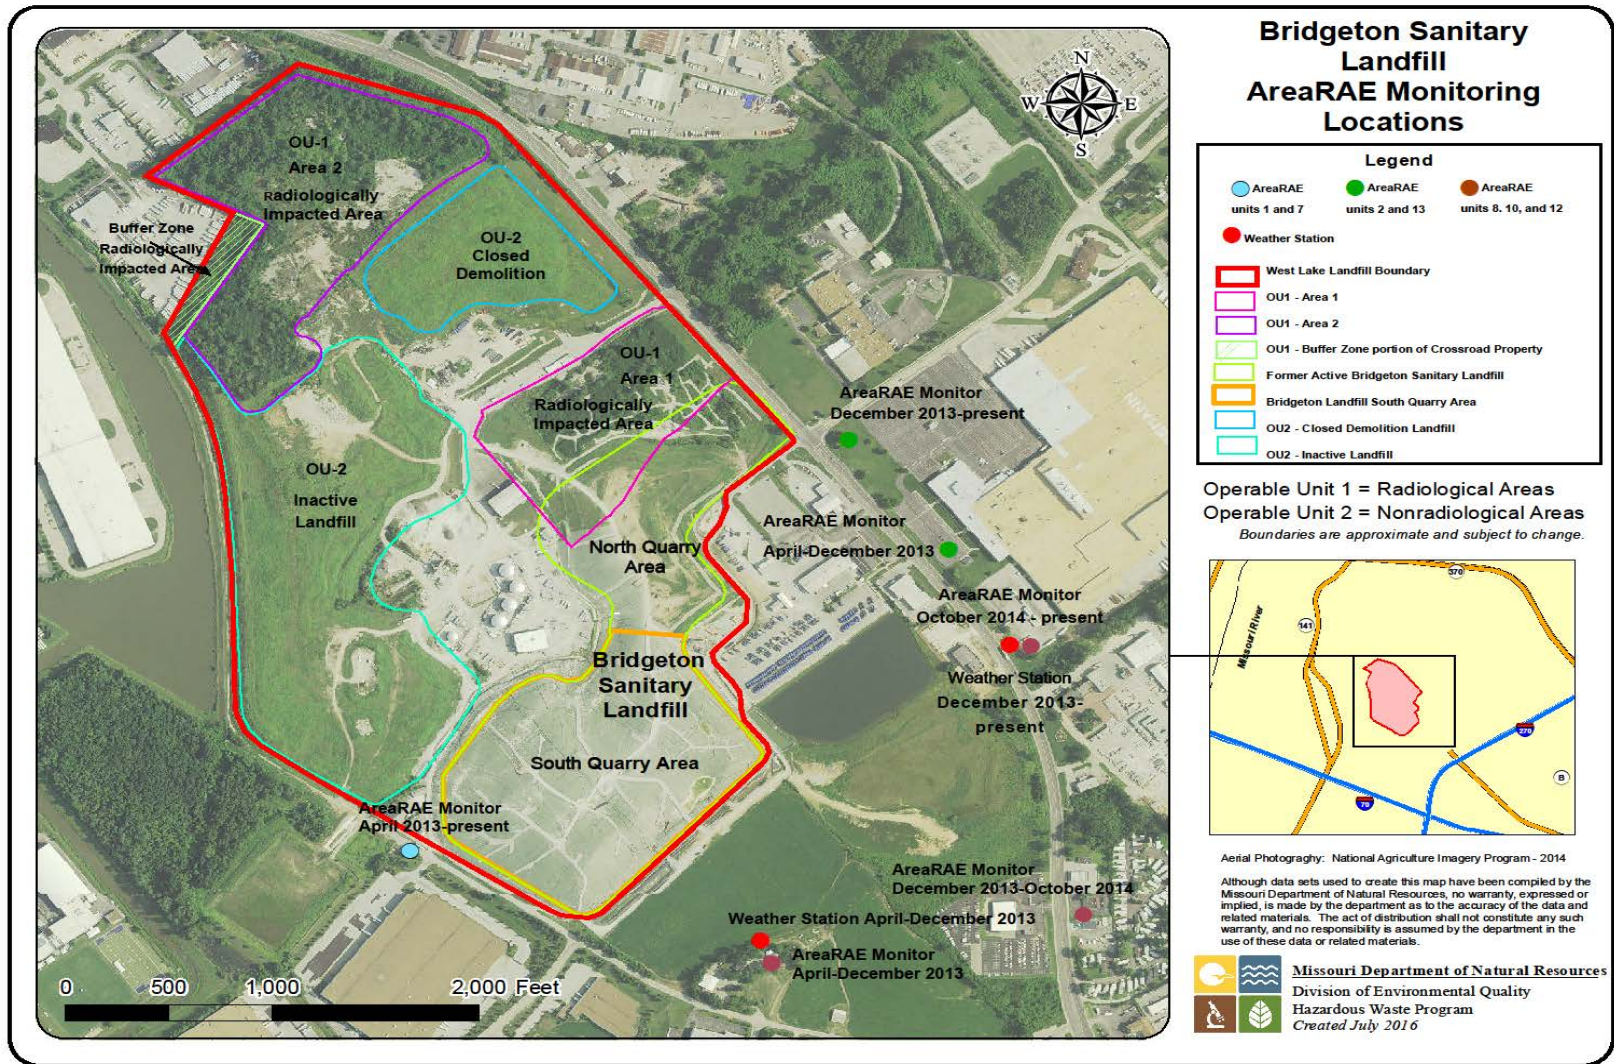 Bridgeton Sanitary
Landfill
AreaRAE Monitoring
Locations
Legend
AreaRAE
units 1 and 7
AreaRAE
units 2 and 13
AreaRAE
units 8. 10, and 12
Weather Station
West Lake Landfill Boundary
OU1 - Area 1
OU1 - Area 2
OU1 - Buffer Zone portion of Crossroad Property
Former Active Bridgeton Sanitary Landfill
Bridgeton Landfill South Quarry Area
OU2 - Closed Demolition Landfill
OU2 - Inactive Landfill
Operable Unit 1 = Radiological Areas
Operable Unit 2 = Nonradiological Areas
Boundaries are approximate and subject to change.
N
W
E
S
OU-1
Area 2
Radiologically
Impacted Area
Buffer Zone
Radiologically
Impacted Area
OU-2
Closed
Demolition
OU-1
Area 1
Radiologically
Impacted Area
AreaRAE Monitor
December 2013-present
OU-2
Inactive
Landfill
AreaRAE Monitor
April-December 2013
North Quarry
Area
AreaRAE Monitor
October 2014 - present
Weather Station
December 2013-
present
Bridgeton
Sanitary
Landfill
South Quarry Area
AreaRAE Monitor
April 2013-present
AreaRAE Monitor
December 2013-October 2014
Weather Station April-December 2013
AreaRAE Monitor
April-December 2013
0 500 1,000 2,000 Feet
370
141
Missouri River
270
B
70
Aerial Photograghy: National Agriculture Imagery Program - 2014
Although data sets used to create this map have been compiled by the
Missouri Department of Natural Resources, no warranty, expressed or
implied, is made by the department as to the accuracy of the data and
related materials. The act of distribution shall not constitute any such
warranty, and no responsibility is assumed by the department in the
use of these data or related materials.
Missouri Department of Natural Resources
Division of Environmental Quality
Hazardous Waste Program
Created July 2016